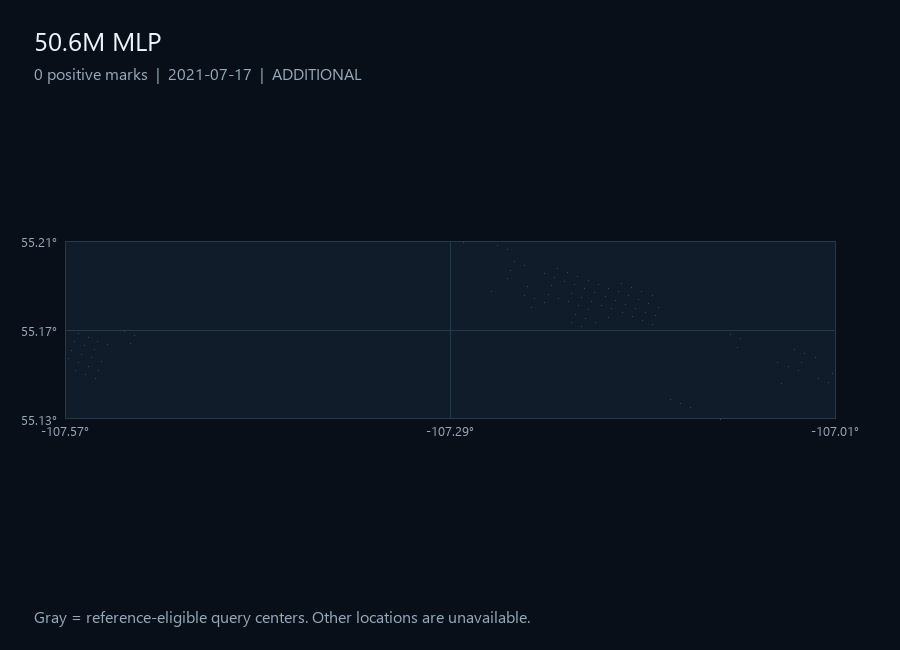 50.6M MLP
0 positive marks | 2021-07-17 | ADDITIONAL
55.21°
55.17°
55.13°
-107.57° -107.29° -107.01°
Gray = reference-eligible query centers. Other locations are unavailable.